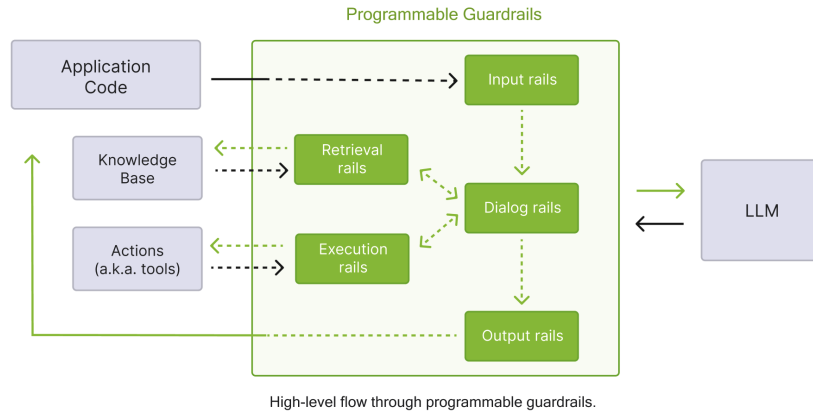 Programmable Guardrails
Application
Code
Input rails
Knowledge
Base
Retrieval
rails
Dialog rails
LLM
Actions
(a.k.a. tools)
Execution
rails
Output rails
High-level flow through programmable guardrails.